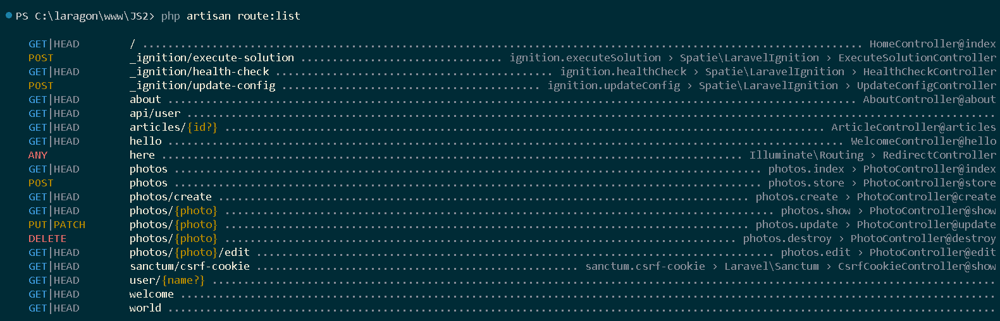 PS C:\laragon\www\JS2> php artisan route:list
GET|HEAD / ........ HomeController@index
POST _ignition/execute-solution ........ ignition.executeSolution › Spatie\LaravelIgnition › ExecuteSolutionController
GET|HEAD _ignition/health-check ........ ignition.healthCheck › Spatie\LaravelIgnition › HealthCheckController
POST _ignition/update-config ........ ignition.updateConfig › Spatie\LaravelIgnition › UpdateConfigController
GET|HEAD about ........ AboutController@about
GET|HEAD api/user ........
GET|HEAD articles/{id?} ........ ArticleController@articles
GET|HEAD hello ........ WelcomeController@hello
ANY here ........ Illuminate\Routing › RedirectController
GET|HEAD photos ........ photos.index › PhotoController@index
POST photos ........ photos.store › PhotoController@store
GET|HEAD photos/create ........ photos.create › PhotoController@create
GET|HEAD photos/{photo} ........ photos.show › PhotoController@show
PUT|PATCH photos/{photo} ........ photos.update › PhotoController@update
DELETE photos/{photo} ........ photos.destroy › PhotoController@destroy
GET|HEAD photos/{photo}/edit ........ photos.edit › PhotoController@edit
GET|HEAD sanctum/csrf-cookie ........ sanctum.csrf-cookie › Laravel\Sanctum › CsrfCookieController@show
GET|HEAD user/{name?} ........
GET|HEAD welcome ........
GET|HEAD world ........